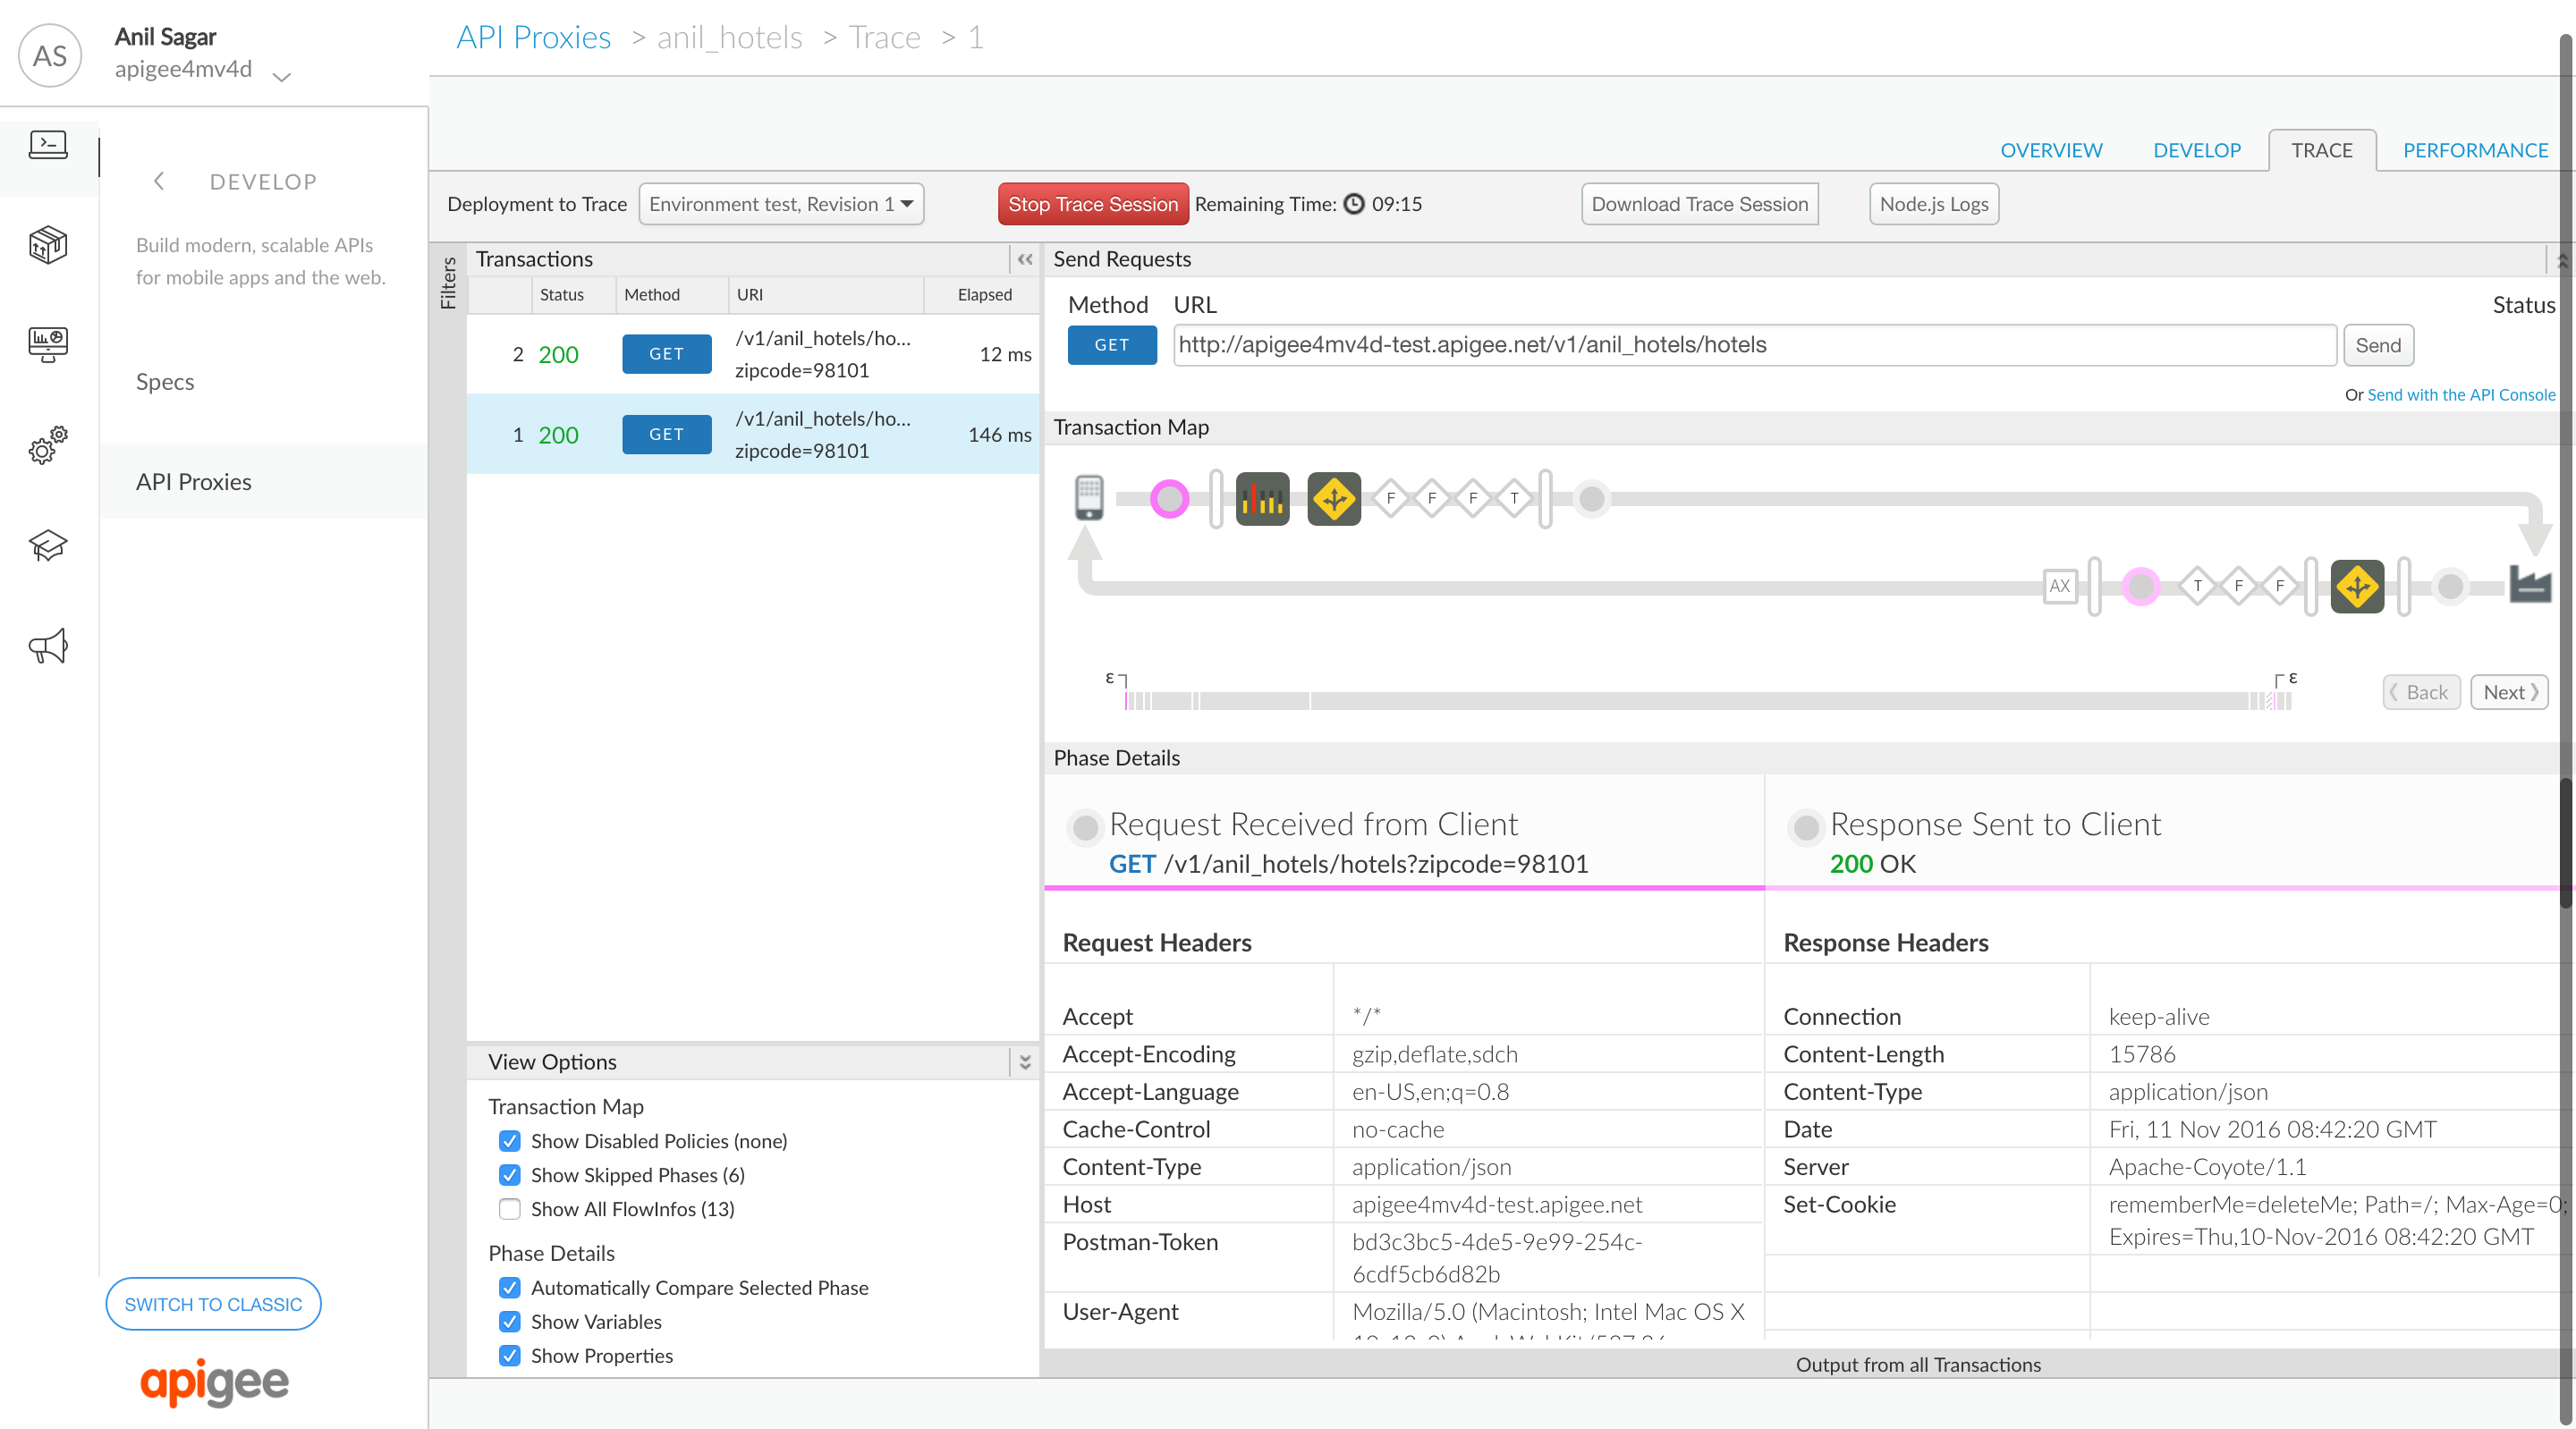 AS
Anil Sagar
apigee4mv4d
API Proxies > anil_hotels > Trace > 1
DEVELOP
Build modern, scalable APIs
for mobile apps and the web.
Specs
API Proxies
SWITCH TO CLASSIC
apigee
OVERVIEW
DEVELOP
TRACE
PERFORMANCE
Deployment to Trace
Environment test, Revision 1
Stop Trace Session
Remaining Time: 09:15
Download Trace Session
Node.js Logs
Filters
Transactions
Status Method URI Elapsed
2 200 GET /v1/anil_hotels/ho... 12 ms
zipcode=98101
1 200 GET /v1/anil_hotels/ho... 146 ms
zipcode=98101
View Options
Transaction Map
Show Disabled Policies (none)
Show Skipped Phases (6)
Show All FlowInfos (13)
Phase Details
Automatically Compare Selected Phase
Show Variables
Show Properties
Send Requests
Method URL Status
GET http://apigee4mv4d-test.apigee.net/v1/anil_hotels/hotels Send
Or Send with the API Console
Transaction Map
F F F T
AX T F F
ε ε
Back Next
Phase Details
Request Received from Client
GET /v1/anil_hotels/hotels?zipcode=98101
Request Headers
Accept */*
Accept-Encoding gzip,deflate,sdch
Accept-Language en-US,en;q=0.8
Cache-Control no-cache
Content-Type application/json
Host apigee4mv4d-test.apigee.net
Postman-Token bd3c3bc5-4de5-9e99-254c-
6cdf5cb6d82b
User-Agent Mozilla/5.0 (Macintosh; Intel Mac OS X
Response Sent to Client
200 OK
Response Headers
Connection keep-alive
Content-Length 15786
Content-Type application/json
Date Fri, 11 Nov 2016 08:42:20 GMT
Server Apache-Coyote/1.1
Set-Cookie rememberMe=deleteMe; Path=/; Max-Age=0;
Expires=Thu,10-Nov-2016 08:42:20 GMT
Output from all Transactions